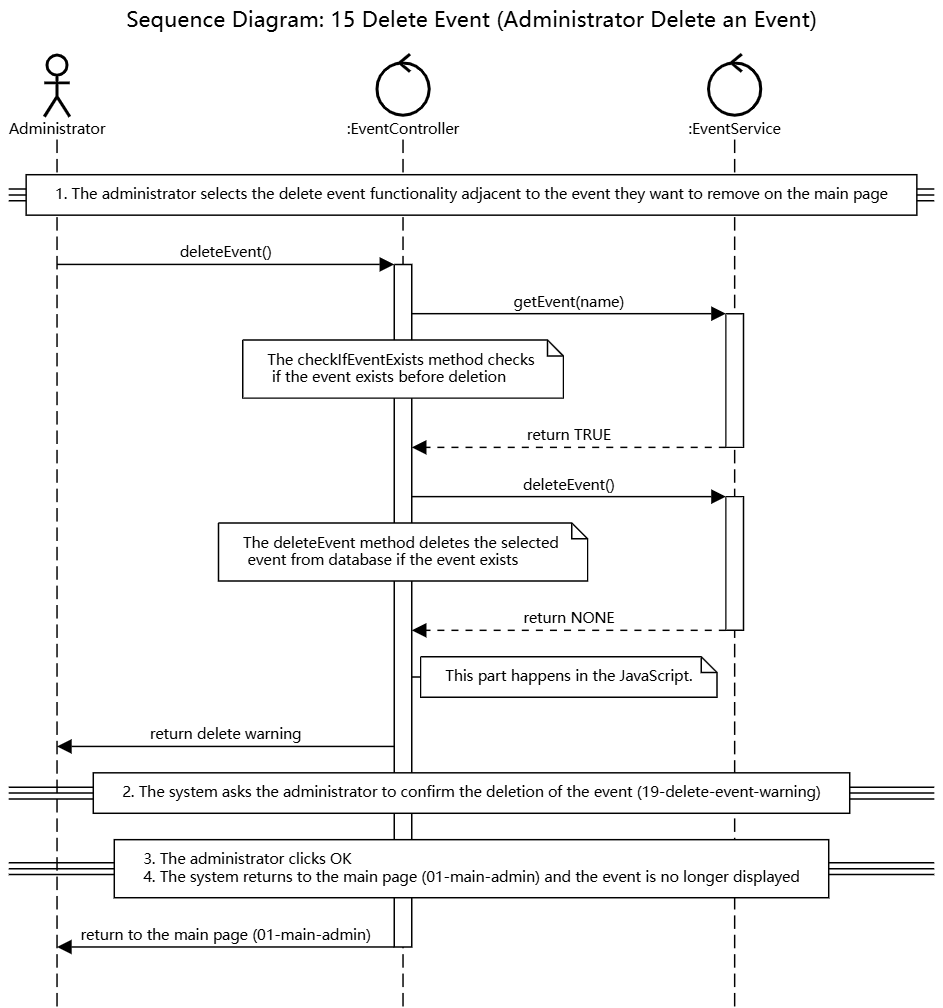 Sequence Diagram: 15 Delete Event (Administrator Delete an Event)
Administrator
:EventController
:EventService
1. The administrator selects the delete event functionality adjacent to the event they want to remove on the main page
deleteEvent()
getEvent(name)
The checkIfEventExists method checks
if the event exists before deletion
return TRUE
deleteEvent()
The deleteEvent method deletes the selected
event from database if the event exists
return NONE
This part happens in the JavaScript.
return delete warning
2. The system asks the administrator to confirm the deletion of the event (19-delete-event-warning)
3. The administrator clicks OK
4. The system returns to the main page (01-main-admin) and the event is no longer displayed
return to the main page (01-main-admin)